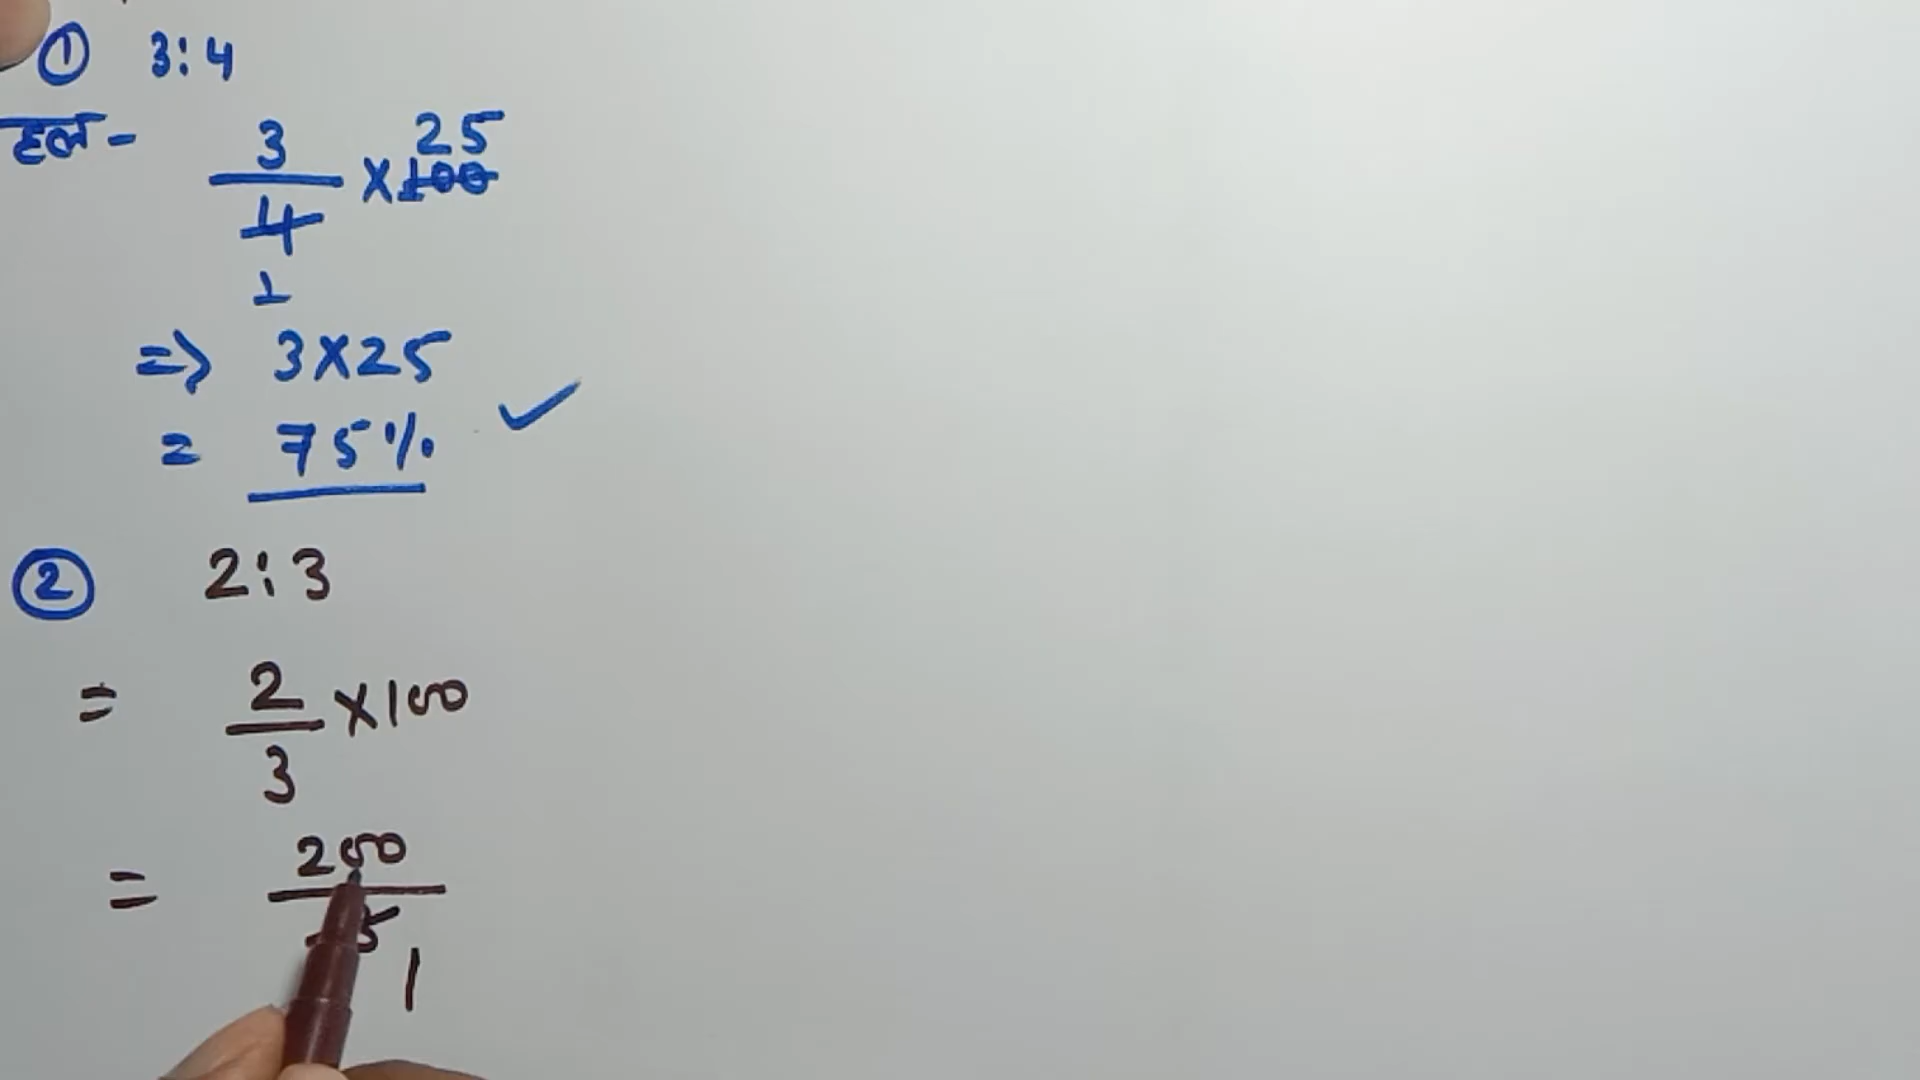 ① 3:4
हल- 3/4 × 100 25
1
=> 3×25
= 75% ✓
② 2:3
= 2/3 × 100
= 200/3
1